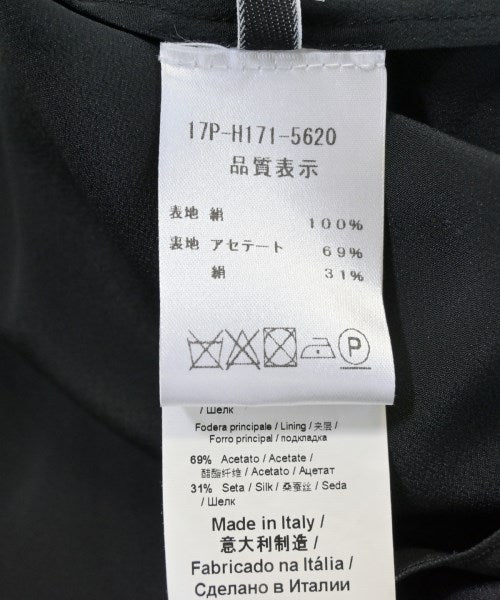 17P-H171-5620
品質表示
表地 絹 100%
裏地 アセテート 69%
絹 31%
P
/ Шелк
Fodera principale / Lining / 夹层 /
Forro principal / подкладка
69% Acetato / Acetate /
醋酯纤维 / Acetato / Ацетат
31% Seta / Silk / 桑蚕丝 / Seda
/ Шелк
Made in Italy /
意大利制造 /
Fabricado na Itália /
Сделано в Италии